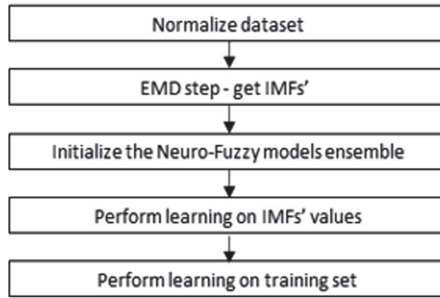 Normalize dataset
EMD step - get IMFs'
Initialize the Neuro-Fuzzy models ensemble
Perform learning on IMFs' values
Perform learning on training set